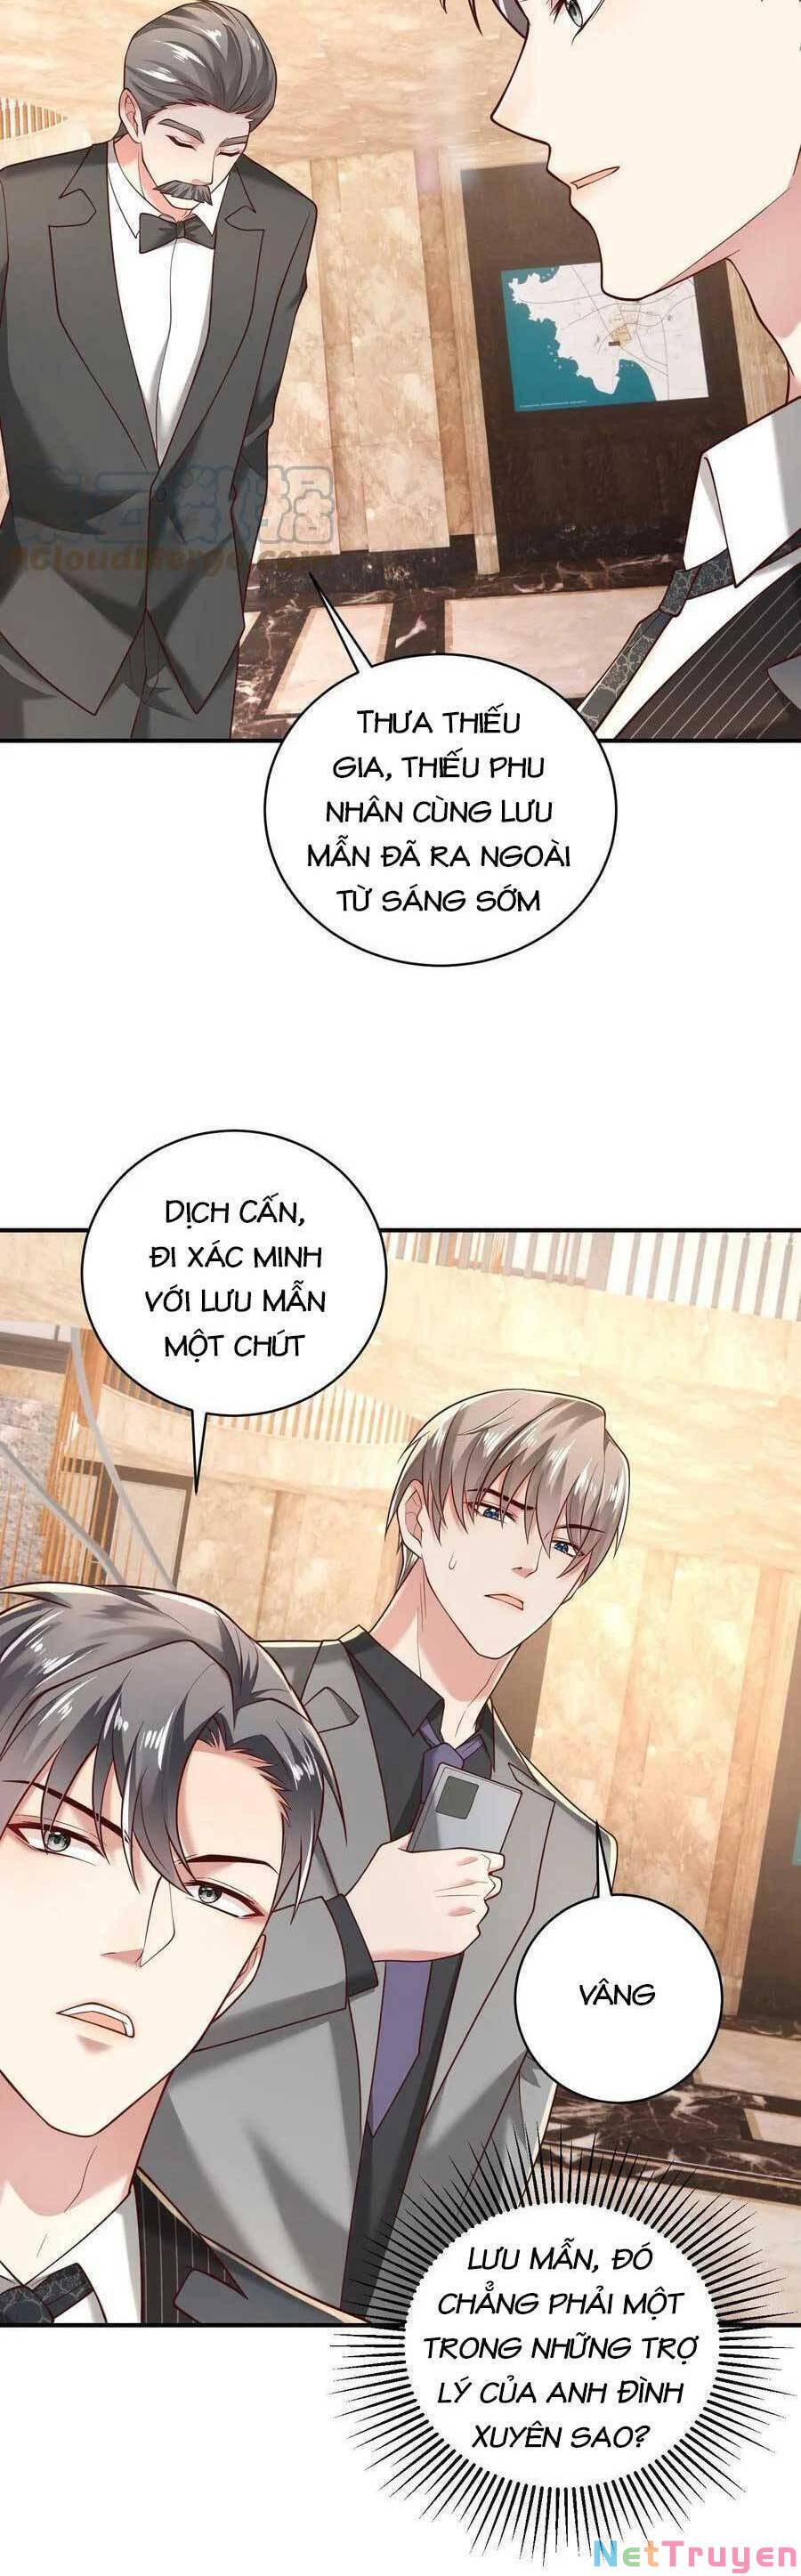 THƯA THIẾU
GIA, THIẾU PHU
NHÂN CÙNG LƯU
MẪN ĐÃ RA NGOÀI
TỪ SÁNG SỚM
DỊCH CẤN,
ĐI XÁC MINH
VỚI LƯU MẪN
MỘT CHÚT
VÂNG
LƯU MẪN, ĐÓ
CHẲNG PHẢI MỘT
TRONG NHỮNG TRỢ
LÝ CỦA ANH ĐÌNH
XUYÊN SAO?
NetTruyen